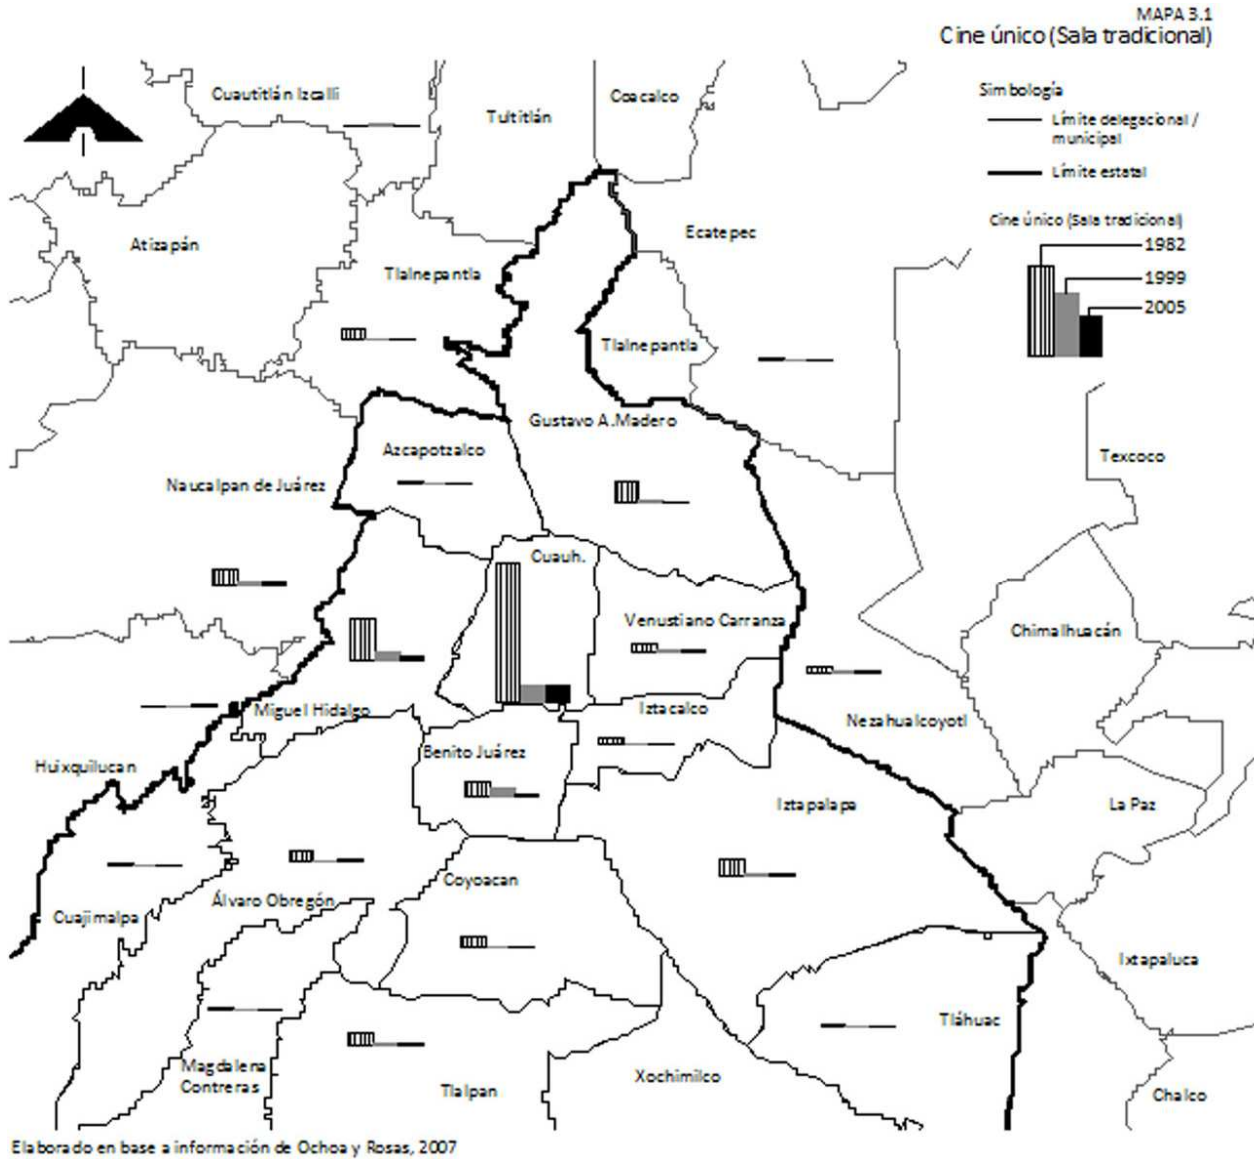 MAPA 3.1
Cine único (Sala tradicional)
Simbología
Límite delegacional /
municipal
Límite estatal
Cine único (Sala tradicional)
1982
1999
2005
Cuautitlán Izcalli
Tultitlán
Coacalco
Atizapán
Ecatepec
Tlalnepantla
Tlalnepantla
Gustavo A.Madero
Azcapotzalco
Texcoco
Naucalpan de Juárez
Cuauh.
Venustiano Carranza
Chimalhuacán
Miguel Hidalgo
Iztacalco
Nezahualcoyotl
Benito Juárez
Huixquilucan
Iztapalapa
La Paz
Coyoacan
Álvaro Obregón
Cuajimalpa
Ixtapaluca
Tláhuac
Magdalena
Contreras
Tlalpan
Xochimilco
Chalco
Elaborado en base a información de Ochoa y Rosas, 2007